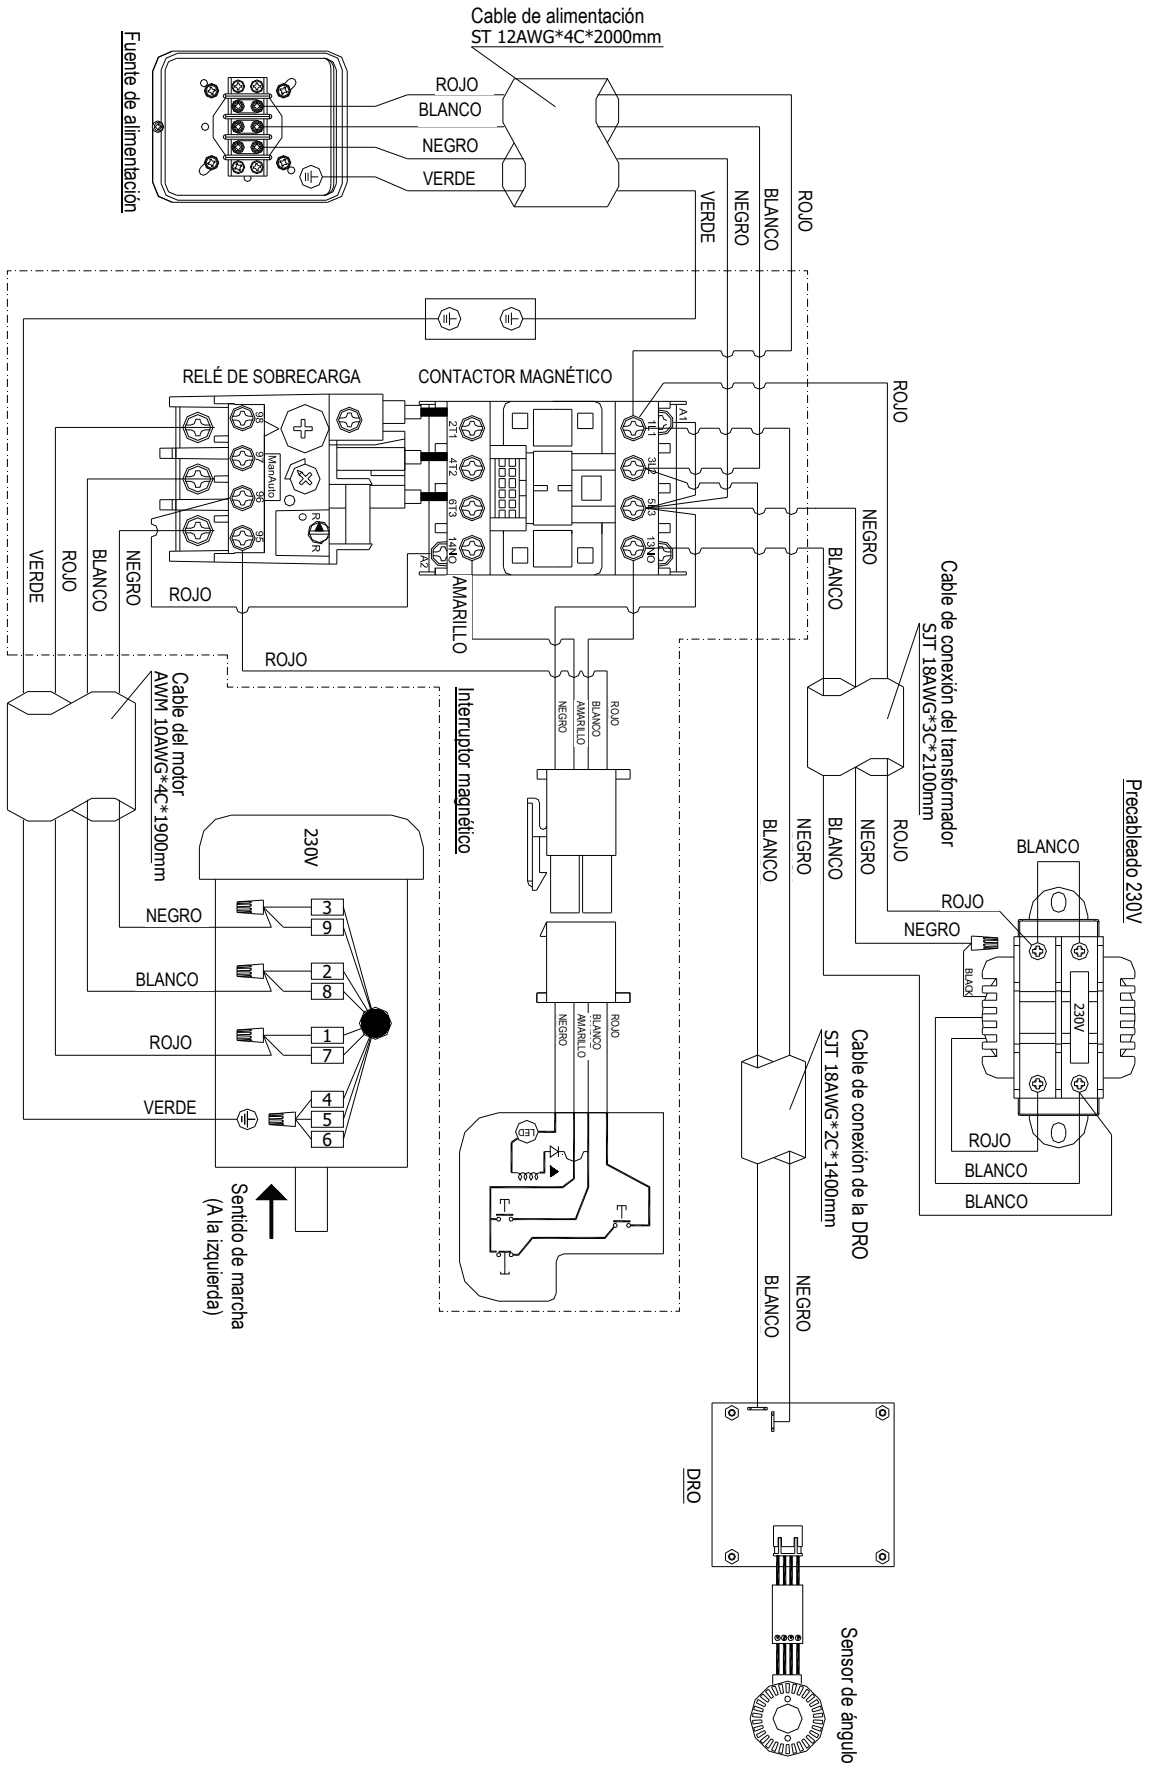 Cable de alimentación
ST 12AWG*4C*2000mm
Fuente de alimentación
ROJO
BLANCO
NEGRO
VERDE
ROJO
BLANCO
NEGRO
VERDE
RELÉ DE SOBRECARGA
CONTACTOR MAGNÉTICO
98
97
96
95
ManAuto
R
R
2T1
4T2
6T3
14NO
A2
A1
1L1
3L2
5L3
13NO
ROJO
NEGRO
BLANCO
Cable de conexión del transformador
SJT 18AWG*3C*2100mm
VERDE
ROJO
BLANCO
NEGRO
ROJO
AMARILLO
ROJO
Cable del motor
AWM 10AWG*4C*1900mm
Interruptor magnético
ROJO
BLANCO
AMARILLO
NEGRO
NEGRO
BLANCO
ROJO
NEGRO
BLANCO
Precableado 230V
BLANCO
ROJO
NEGRO
BLACK
230V
ROJO
BLANCO
BLANCO
230V
3
9
2
8
1
7
4
5
6
NEGRO
BLANCO
ROJO
VERDE
Sentido de marcha
(A la izquierda)
ROJO
BLANCO
AMARILLO
NEGRO
LED
Cable de conexión de la DRO
SJT 18AWG*2C*1400mm
NEGRO
BLANCO
DRO
Sensor de ángulo